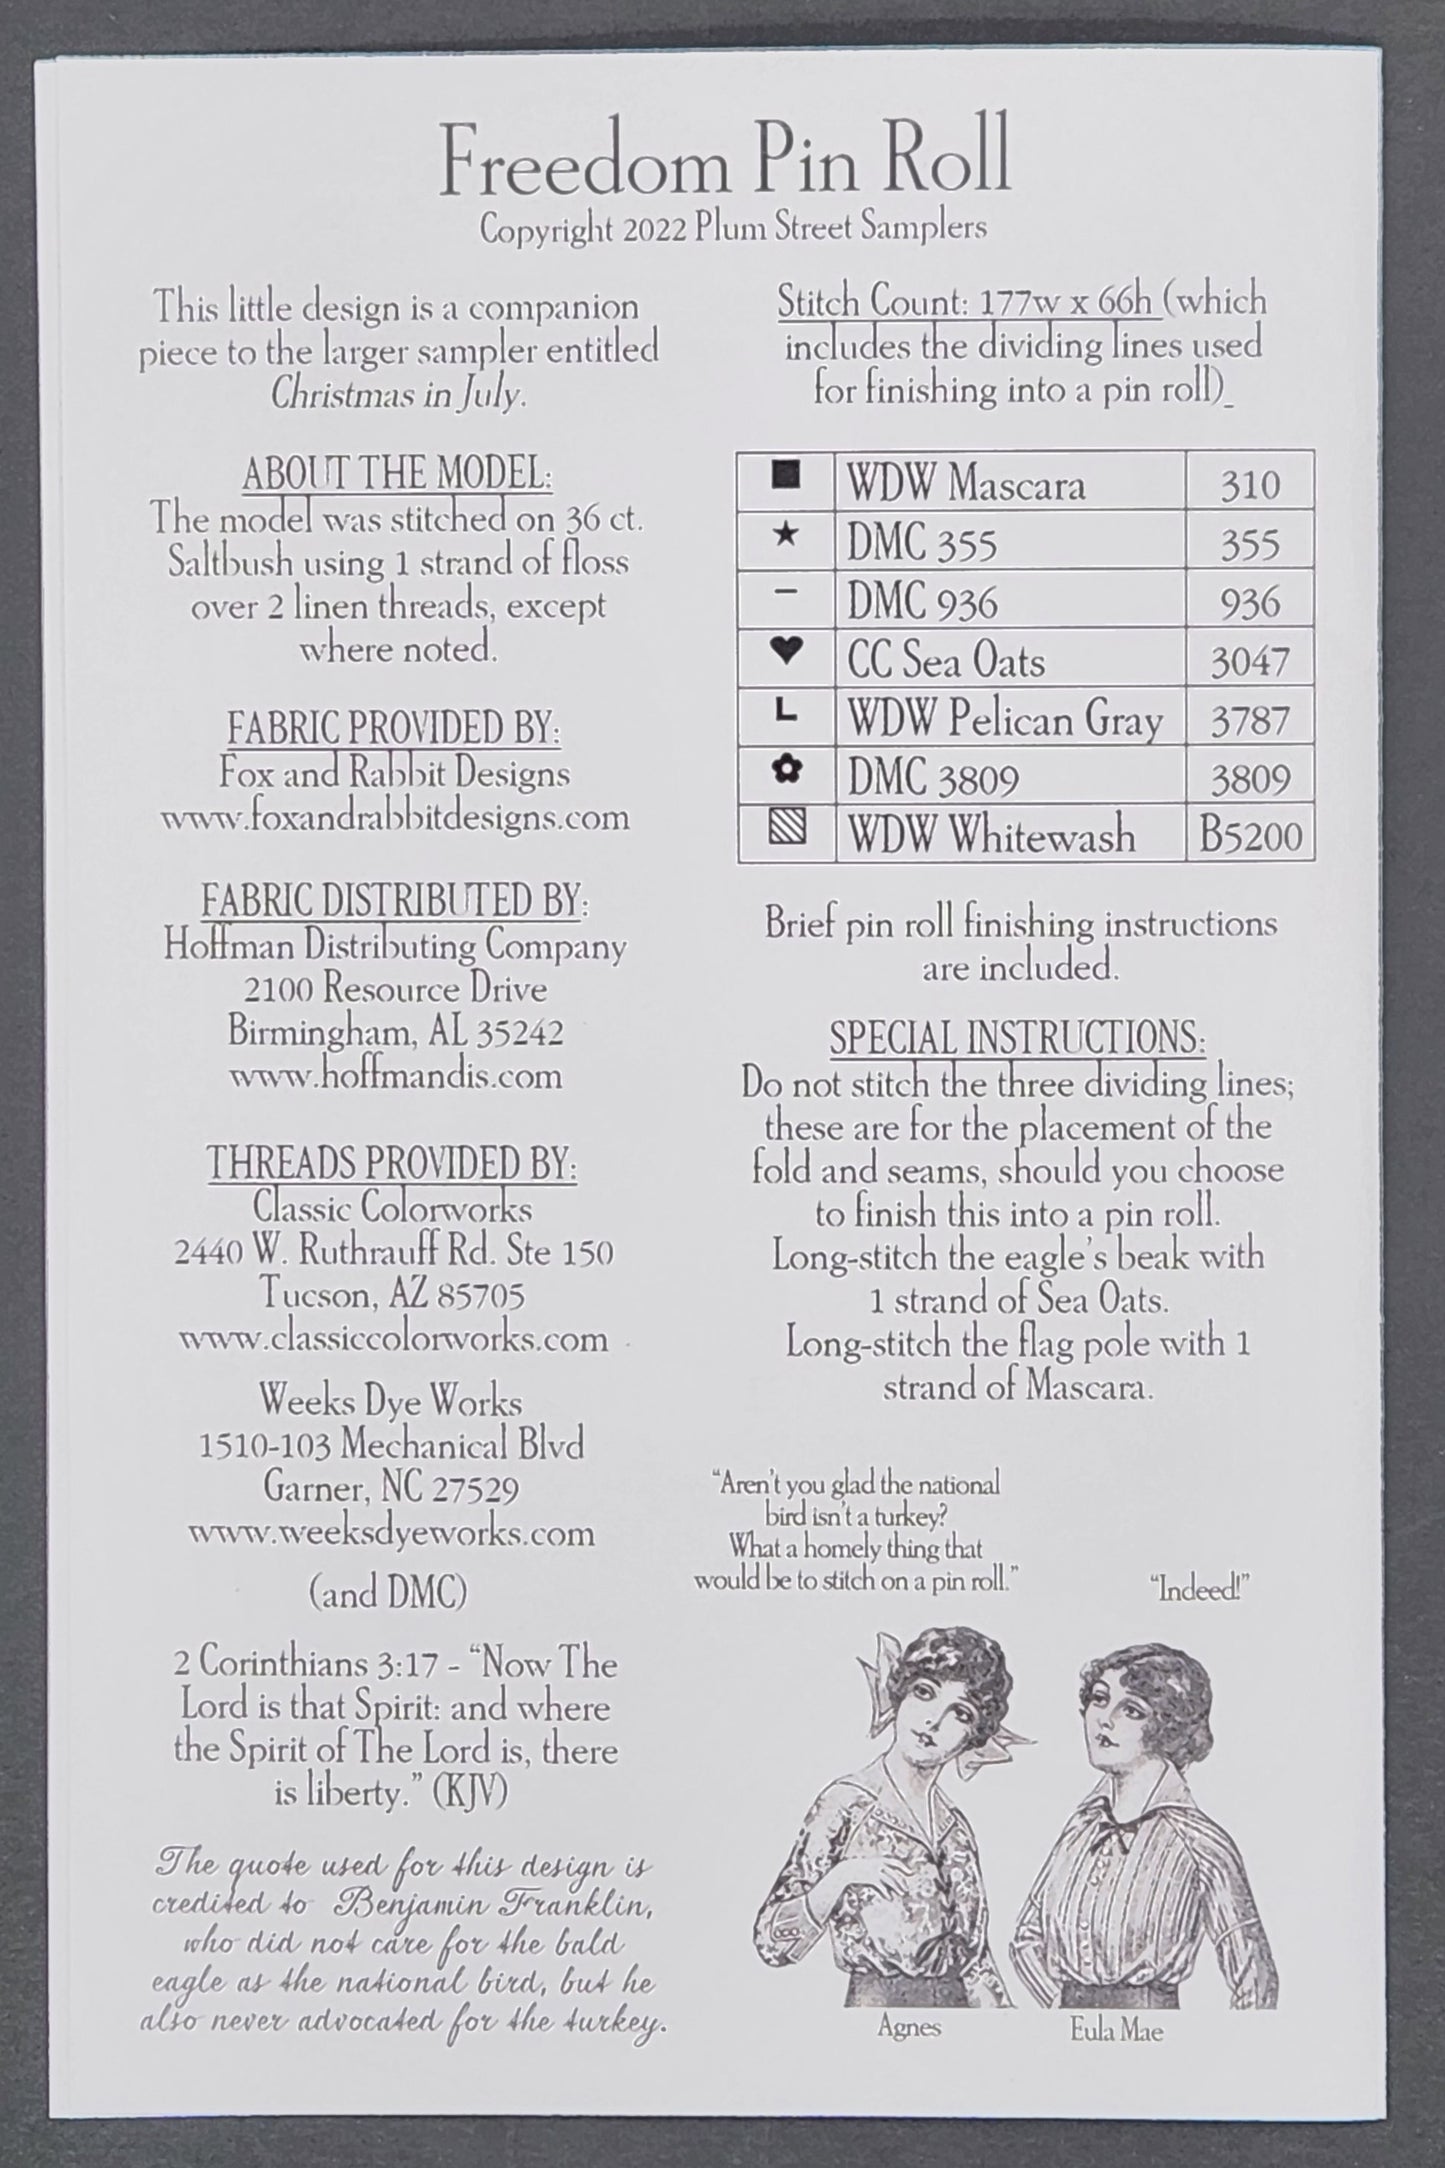 Freedom Pin Roll
Copyright 2022 Plum Street Samplers
This little design is a companion
piece to the larger sampler entitled
Christmas in July.
ABOUT THE MODEL:
The model was stitched on 36 ct.
Saltbush using 1 strand of floss
over 2 linen threads, except
where noted.
FABRIC PROVIDED BY:
Fox and Rabbit Designs
www.foxandrabbitdesigns.com
FABRIC DISTRIBUTED BY:
Hoffman Distributing Company
2100 Resource Drive
Birmingham, AL 35242
www.hoffmandis.com
THREADS PROVIDED BY:
Classic Colorworks
2440 W. Ruthrauff Rd. Ste 150
Tucson, AZ 85705
www.classiccolorworks.com
Weeks Dye Works
1510-103 Mechanical Blvd
Garner, NC 27529
www.weeksdyeworks.com
(and DMC)
2 Corinthians 3:17 - “Now The
Lord is that Spirit: and where
the Spirit of The Lord is, there
is liberty.” (KJV)
The quote used for this design is
credited to Benjamin Franklin,
who did not care for the bald
eagle as the national bird, but he
also never advocated for the turkey.
Stitch Count: 177w x 66h (which
includes the dividing lines used
for finishing into a pin roll)
■ WDW Mascara 310
★ DMC 355 355
– DMC 936 936
♥ CC Sea Oats 3047
L WDW Pelican Gray 3787
✿ DMC 3809 3809
▧ WDW Whitewash B5200
Brief pin roll finishing instructions
are included.
SPECIAL INSTRUCTIONS:
Do not stitch the three dividing lines;
these are for the placement of the
fold and seams, should you choose
to finish this into a pin roll.
Long-stitch the eagle’s beak with
1 strand of Sea Oats.
Long-stitch the flag pole with 1
strand of Mascara.
“Aren’t you glad the national
bird isn’t a turkey?
What a homely thing that
would be to stitch on a pin roll.”
“Indeed!”
Agnes
Eula Mae